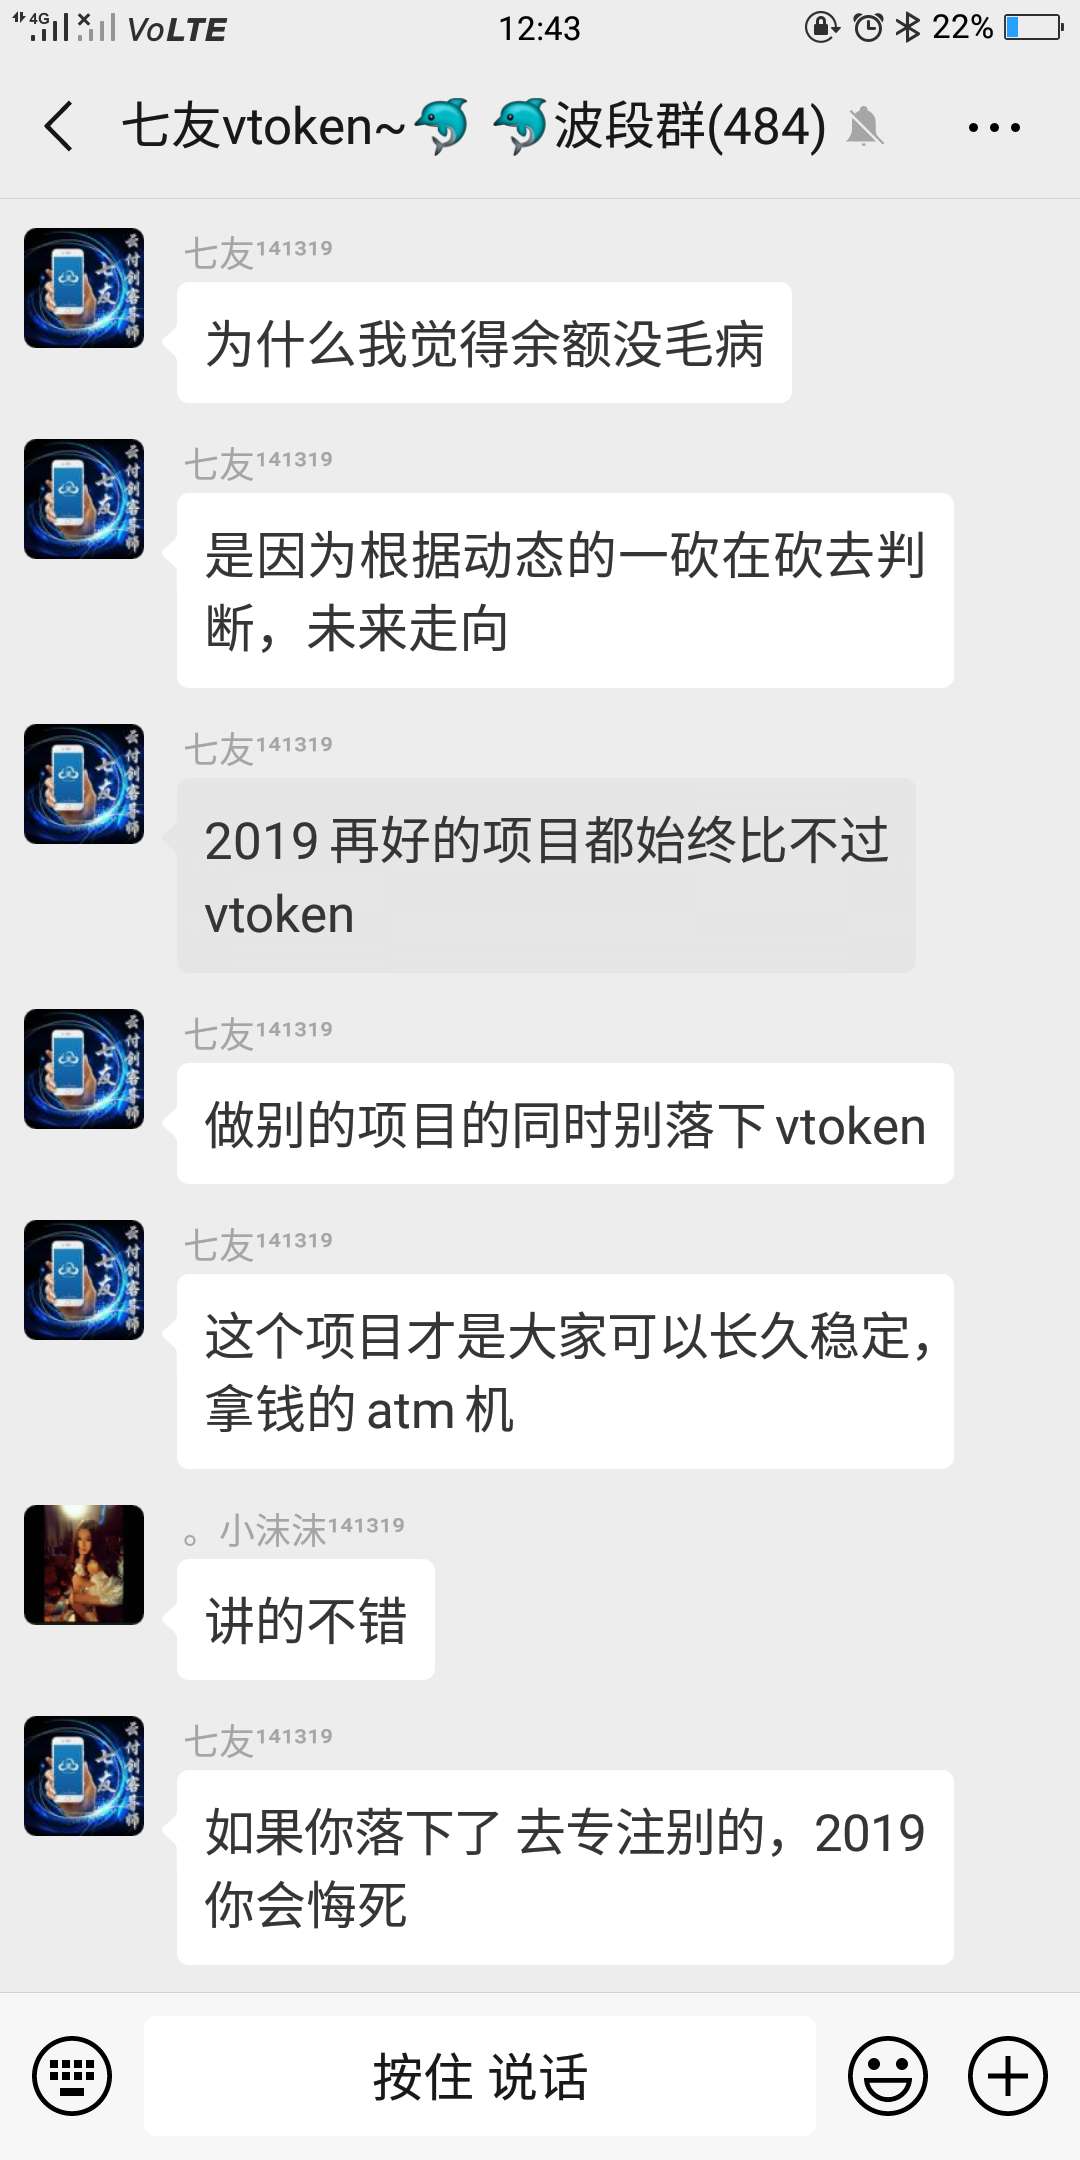 4G VoLTE 12:43 22%
七友vtoken~🐬 🐬波段群(484)
七友¹⁴¹³¹⁹
为什么我觉得余额没毛病
七友¹⁴¹³¹⁹
是因为根据动态的一砍在砍去判
断，未来走向
七友¹⁴¹³¹⁹
2019 再好的项目都始终比不过
vtoken
七友¹⁴¹³¹⁹
做别的项目的同时别落下 vtoken
七友¹⁴¹³¹⁹
这个项目才是大家可以长久稳定，
拿钱的 atm 机
。小沫沫¹⁴¹³¹⁹
讲的不错
七友¹⁴¹³¹⁹
如果你落下了 去专注别的，2019
你会悔死
按住 说话
云付创客导师
七友